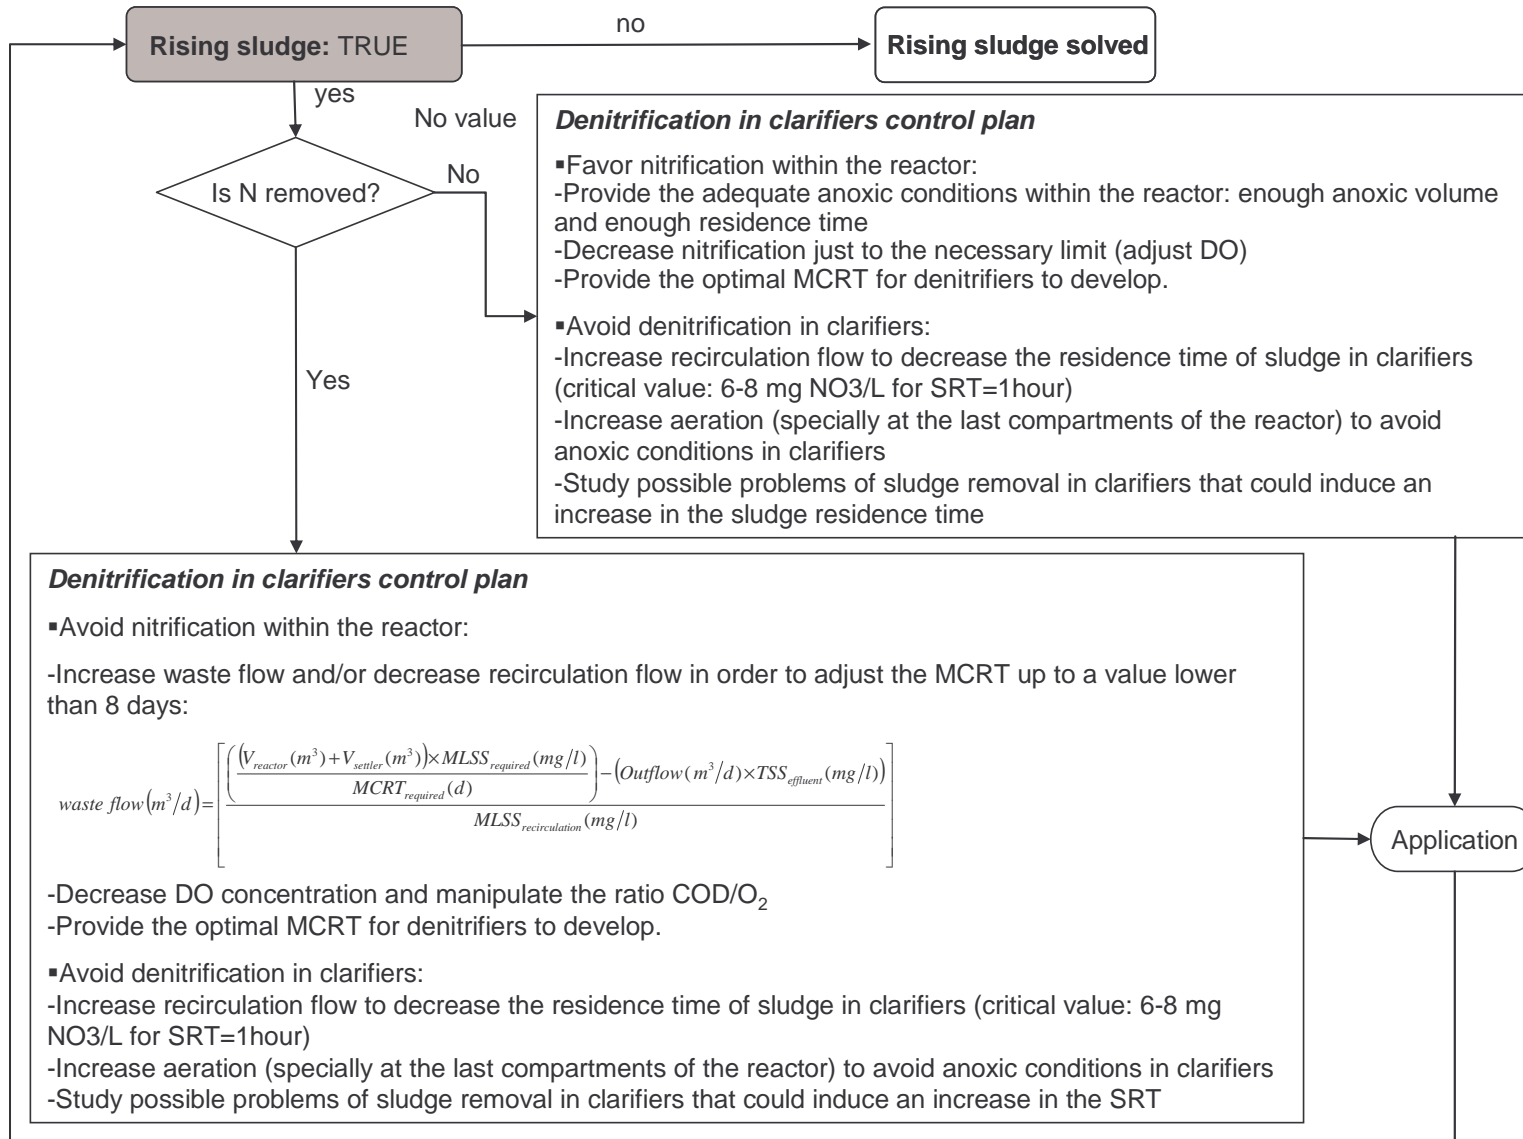 Rising sludge: TRUE
no
Rising sludge solved
yes
No value
No
Is N removed?
Yes
Denitrification in clarifiers control plan
▪Favor nitrification within the reactor:
-Provide the adequate anoxic conditions within the reactor: enough anoxic volume
and enough residence time
-Decrease nitrification just to the necessary limit (adjust DO)
-Provide the optimal MCRT for denitrifiers to develop.
▪Avoid denitrification in clarifiers:
-Increase recirculation flow to decrease the residence time of sludge in clarifiers
(critical value: 6-8 mg NO3/L for SRT=1hour)
-Increase aeration (specially at the last compartments of the reactor) to avoid
anoxic conditions in clarifiers
-Study possible problems of sludge removal in clarifiers that could induce an
increase in the sludge residence time
Denitrification in clarifiers control plan
▪Avoid nitrification within the reactor:
-Increase waste flow and/or decrease recirculation flow in order to adjust the MCRT up to a value lower
than 8 days:
(V_reactor(m³)+V_settler(m³))×MLSS_required(mg/l)
MCRT_required(d)
−(Outflow(m³/d)×TSS_effluent(mg/l))
waste flow(m³/d)=
MLSS_recirculation(mg/l)
-Decrease DO concentration and manipulate the ratio COD/O₂
-Provide the optimal MCRT for denitrifiers to develop.
▪Avoid denitrification in clarifiers:
-Increase recirculation flow to decrease the residence time of sludge in clarifiers (critical value: 6-8 mg
NO3/L for SRT=1hour)
-Increase aeration (specially at the last compartments of the reactor) to avoid anoxic conditions in clarifiers
-Study possible problems of sludge removal in clarifiers that could induce an increase in the SRT
Application